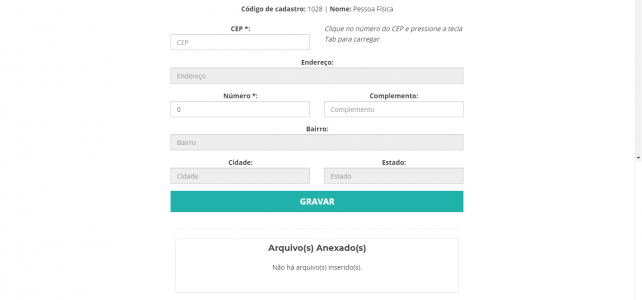 Código de cadastro: 1028 | Nome: Pessoa Física
CEP *:
Clique no número do CEP e pressione a tecla
Tab para carregar
CEP
Endereço:
Endereço
Número *:
Complemento:
0
Complemento
Bairro:
Bairro
Cidade:
Estado:
Cidade
Estado
GRAVAR
Arquivo(s) Anexado(s)
Não há arquivo(s) inserido(s).